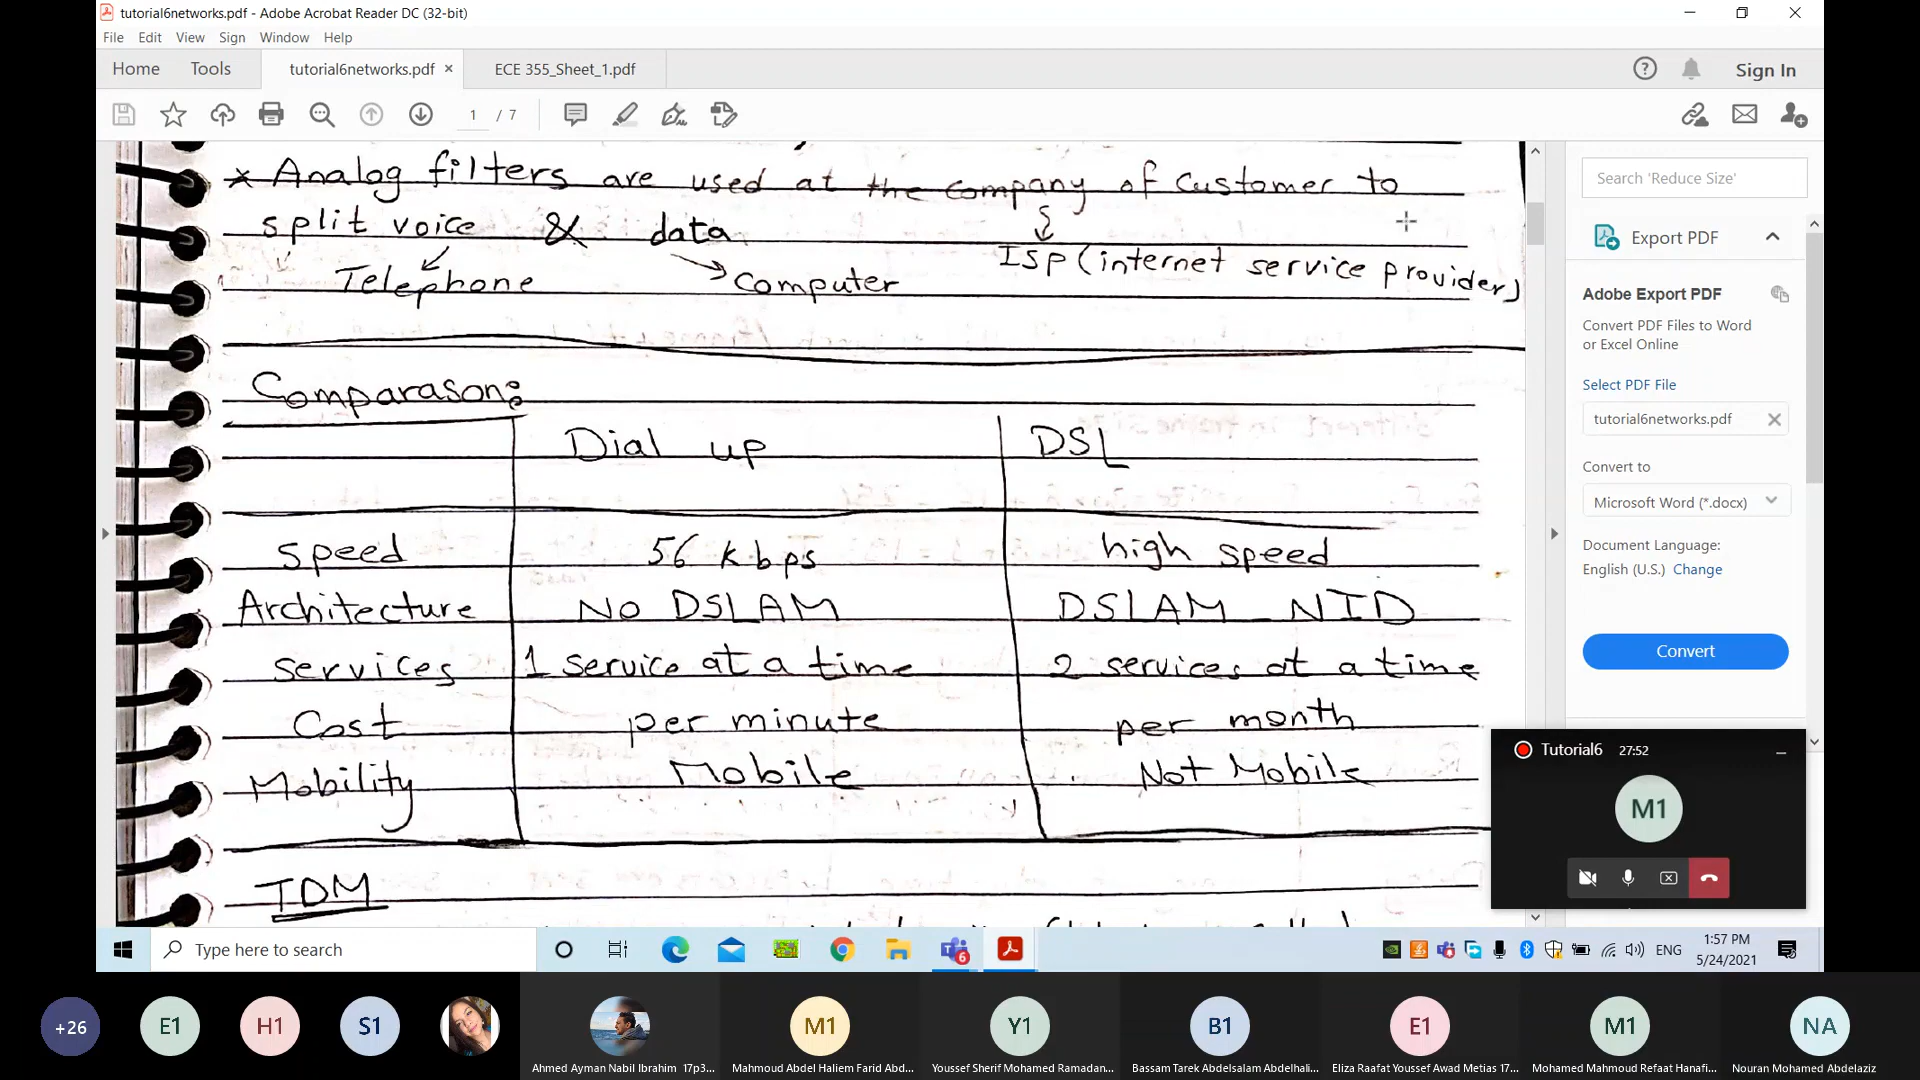 tutorial6networks.pdf - Adobe Acrobat Reader DC (32-bit)
File Edit View Sign Window Help
Home Tools tutorial6networks.pdf × ECE 355_Sheet_1.pdf Sign In
1 / 7
* Analog filters are used at the company of Customer to
split voice & data
ISP (internet service provider)
Telephone Computer
Comparason:
Dial up DSL
speed 56 kbps high speed
Architecture No DSLAM DSLAM _ NID
services 1 service at a time 2 services at a time
Cost per minute per month
Mobility Mobile Not Mobile
TDM
Search 'Reduce Size'
Export PDF
Adobe Export PDF
Convert PDF Files to Word
or Excel Online
Select PDF File
tutorial6networks.pdf
Convert to
Microsoft Word (*.docx)
Document Language:
English (U.S.) Change
Convert
Tutorial6 27:52
M1
Type here to search
6
ENG
1:57 PM
5/24/2021
+26 E1 H1 S1 M1 Y1 B1 E1 M1 NA
Ahmed Ayman Nabil Ibrahim 17p3...
Mahmoud Abdel Haliem Farid Abd...
Youssef Sherif Mohamed Ramadan...
Bassam Tarek Abdelsalam Abdelhali...
Eliza Raafat Youssef Awad Metias 17...
Mohamed Mahmoud Refaat Hanafi...
Nouran Mohamed Abdelaziz